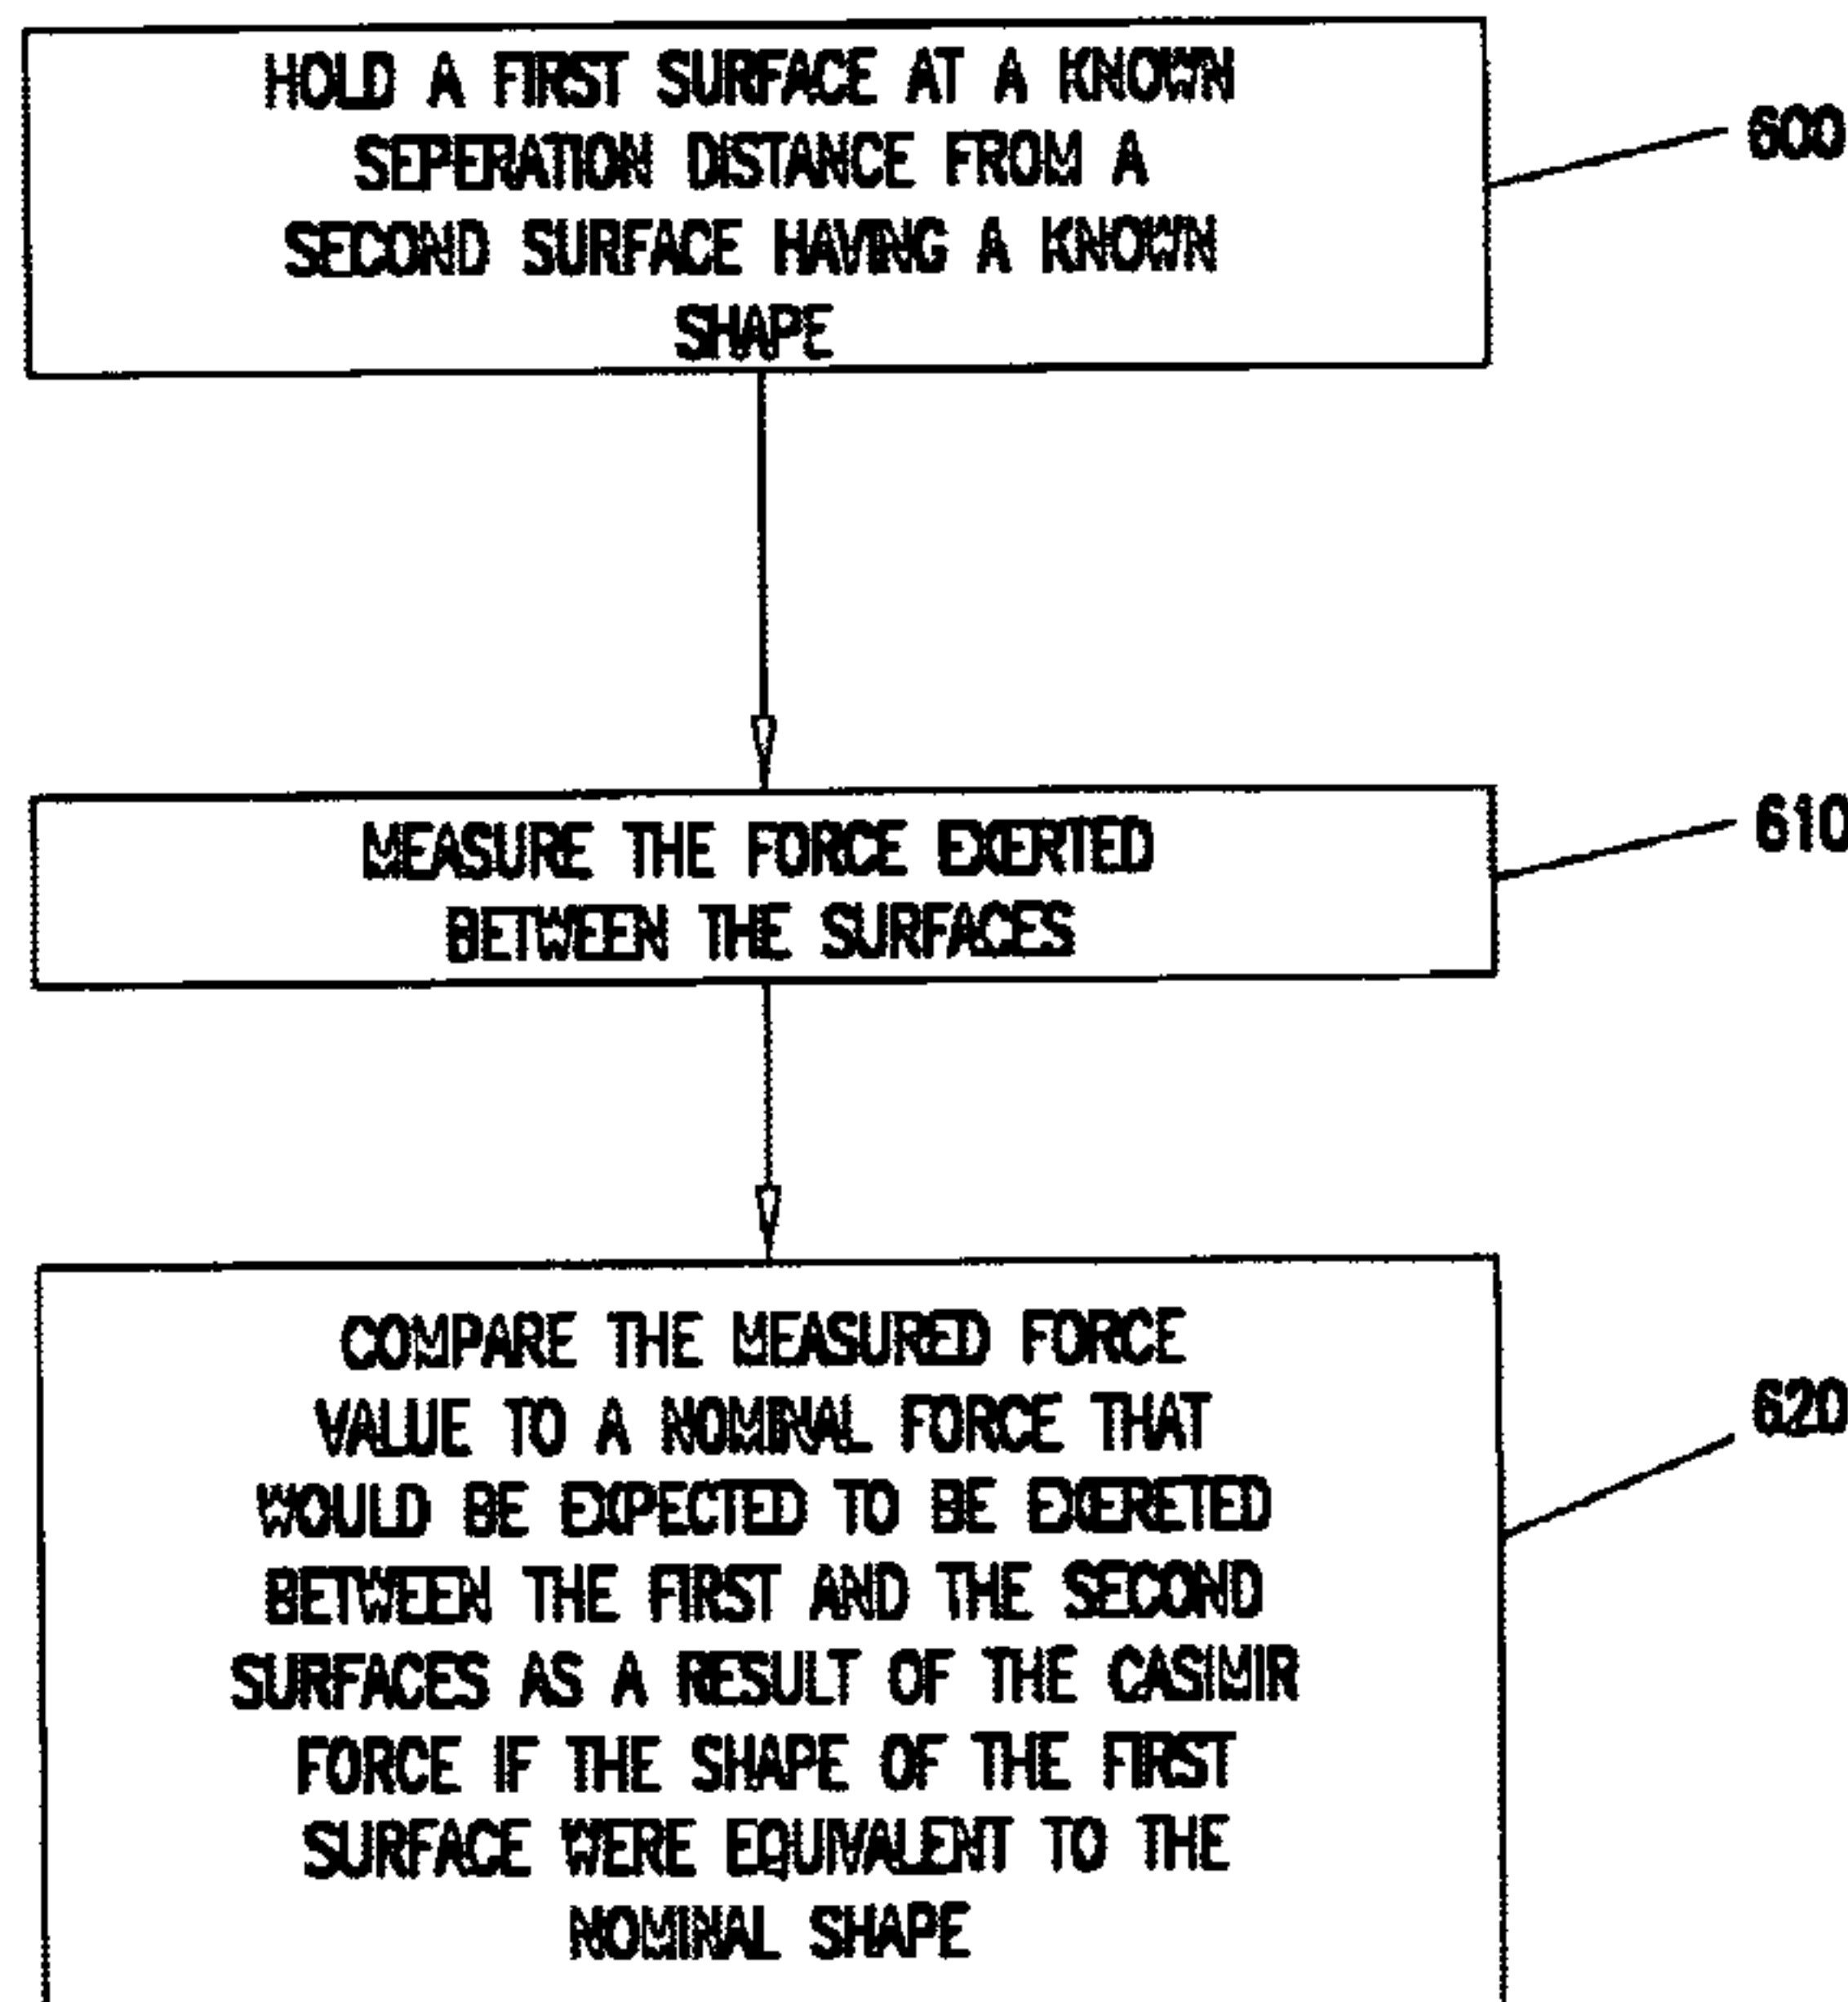 HOLD A FIRST SURFACE AT A KNOWN
SEPERATION DISTANCE FROM A
SECOND SURFACE HAVING A KNOWN
SHAPE
600
MEASURE THE FORCE EXERTED
BETWEEN THE SURFACES
610
COMPARE THE MEASURED FORCE
VALUE TO A NOMINAL FORCE THAT
WOULD BE EXPECTED TO BE EXERETED
BETWEEN THE FIRST AND THE SECOND
SURFACES AS A RESULT OF THE CASIMIR
FORCE IF THE SHAPE OF THE FIRST
SURFACE WERE EQUIVALENT TO THE
NOMINAL SHAPE
620